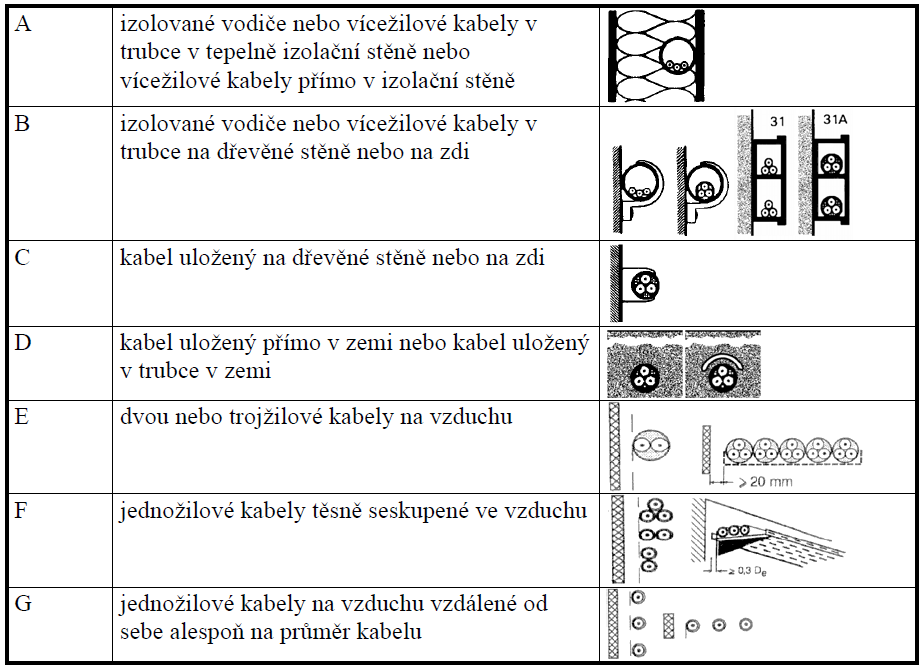 A
izolované vodiče nebo vícežilové kabely v
trubce v tepelně izolační stěně nebo
vícežilové kabely přímo v izolační stěně
B
izolované vodiče nebo vícežilové kabely v
trubce na dřevěné stěně nebo na zdi
31
31A
C
kabel uložený na dřevěné stěně nebo na zdi
D
kabel uložený přímo v zemi nebo kabel uložený
v trubce v zemi
E
dvou nebo trojžilové kabely na vzduchu
⩾ 20 mm
F
jednožilové kabely těsně seskupené ve vzduchu
≥ 0,3 De
G
jednožilové kabely na vzduchu vzdálené od
sebe alespoň na průměr kabelu